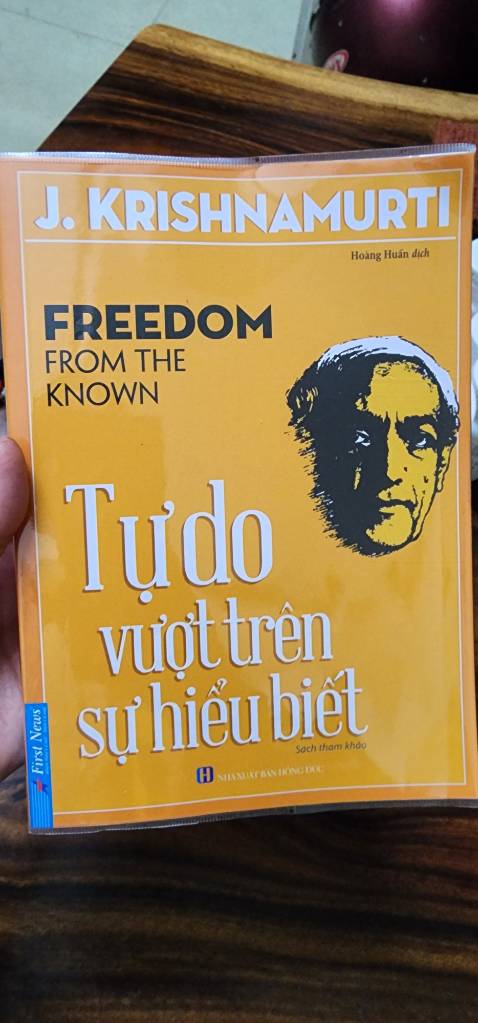 J. KRISHNAMURTI
Hoàng Huấn dịch
FREEDOM
FROM THE
KNOWN
Tự do
vượt trên
sự hiểu biết
Sách tham khảo
NHÀ XUẤT BẢN HỒNG ĐỨC
First News